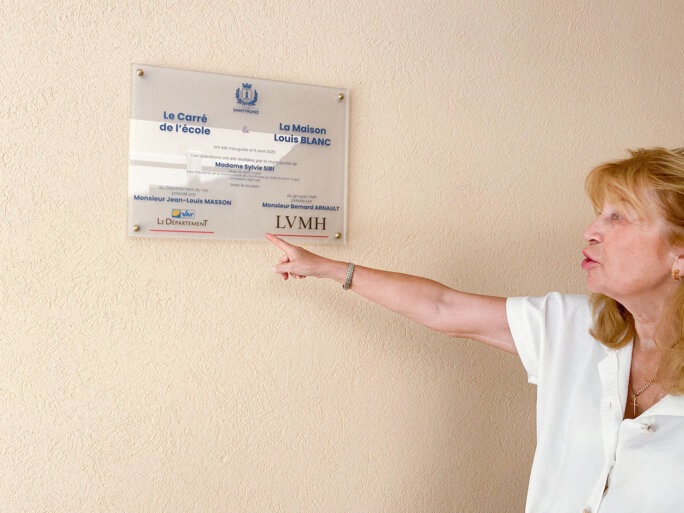 SAINT-TROPEZ
Le Carré & La Maison
de l'école Louis BLANC
ont été inaugurés le 5 avril 2025
Ces opérations ont été réalisées par la municipalité de
Madame Sylvie SIRI
avec le soutien
du Département du Var du groupe LVMH
présidé par présidé par
Monsieur Jean-Louis MASSON Monsieur Bernard ARNAULT
VAR LVMH
LE DÉPARTEMENT